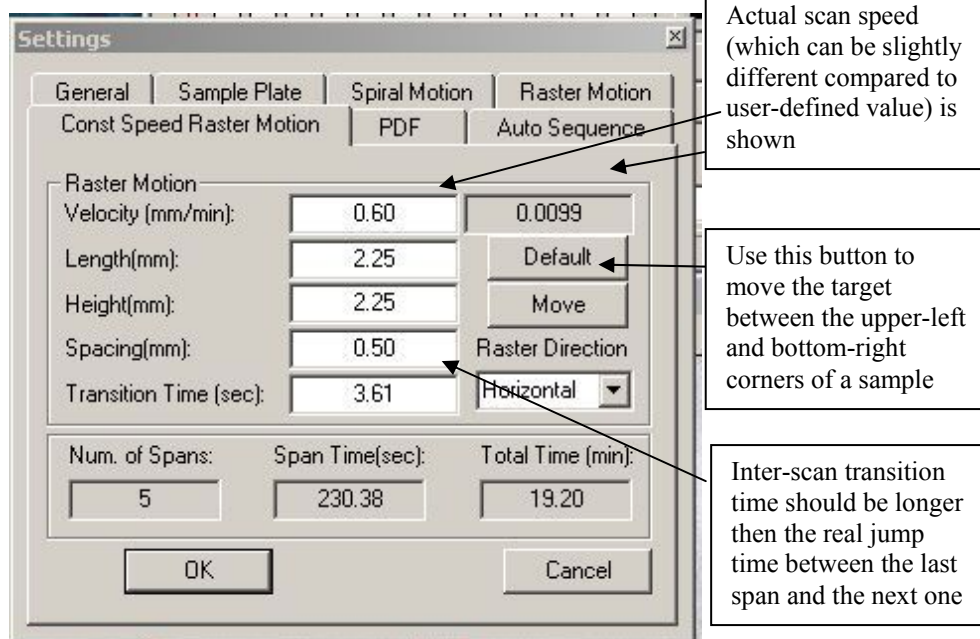 Settings
General
Sample Plate
Spiral Motion
Raster Motion
Const Speed Raster Motion
PDF
Auto Sequence
Raster Motion
Velocity (mm/min):
0.60
0.0099
Length(mm):
2.25
Default
Height(mm):
2.25
Move
Spacing(mm):
0.50
Raster Direction
Transition Time (sec):
3.61
Horizontal
Num. of Spans:
Span Time(sec):
Total Time (min):
5
230.38
19.20
OK
Cancel
Actual scan speed
(which can be slightly
different compared to
user-defined value) is
shown
Use this button to
move the target
between the upper-left
and bottom-right
corners of a sample
Inter-scan transition
time should be longer
then the real jump
time between the last
span and the next one